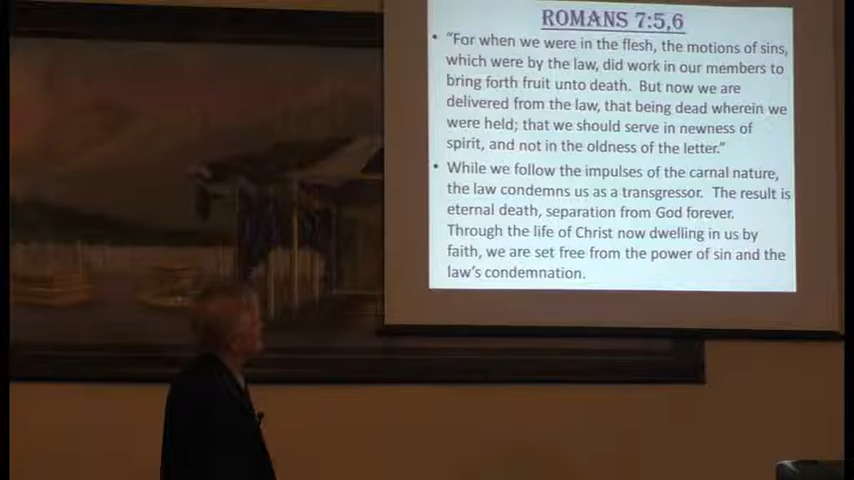 ROMANS 7:5,6
• "For when we were in the flesh, the motions of sins,
which were by the law, did work in our members to
bring forth fruit unto death.  But now we are
delivered from the law, that being dead wherein we
were held; that we should serve in newness of
spirit, and not in the oldness of the letter."
• While we follow the impulses of the carnal nature,
the law condemns us as a transgressor.  The result is
eternal death, separation from God forever.
Through the life of Christ now dwelling in us by
faith, we are set free from the power of sin and the
law's condemnation.